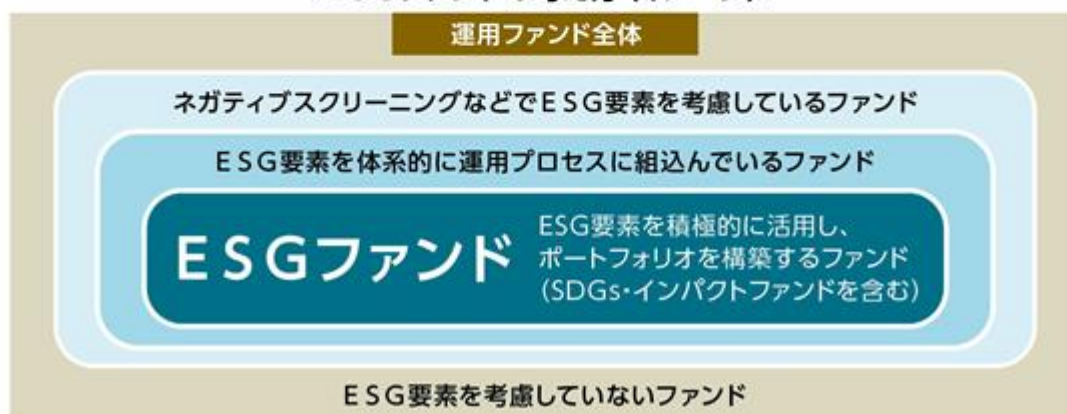 運用ファンド全体
ネガティブスクリーニングなどでESG要素を考慮しているファンド
ESG要素を体系的に運用プロセスに組込んでいるファンド
ESGファンド
ESG要素を積極的に活用し、
ポートフォリオを構築するファンド
(SDGs・インパクトファンドを含む)
ESG要素を考慮していないファンド